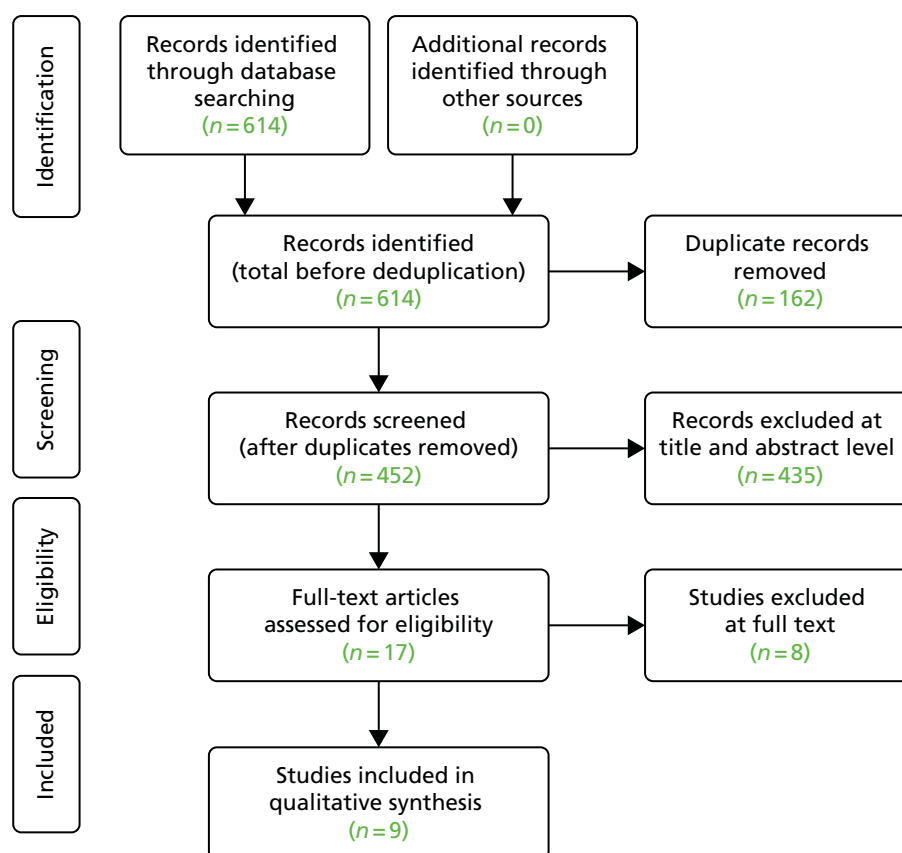 Identification
Records identified
through database
searching
(n=614)
Additional records
identified through
other sources
(n=0)
Records identified
(total before deduplication)
(n=614)
Duplicate records
removed
(n=162)
Screening
Records screened
(after duplicates removed)
(n=452)
Records excluded at
title and abstract level
(n=435)
Eligibility
Full-text articles
assessed for eligibility
(n=17)
Studies excluded
at full text
(n=8)
Included
Studies included in
qualitative synthesis
(n=9)